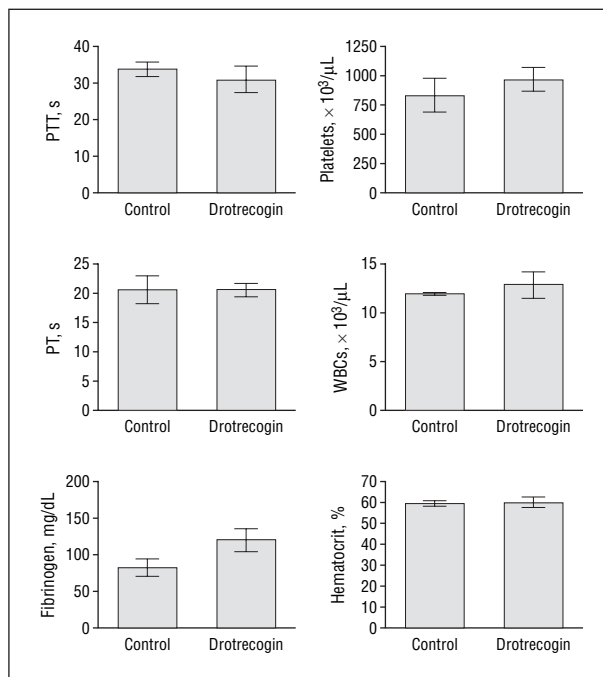 PTT, s
40
30
20
10
0
Control Drotrecogin
Platelets, × 10³/μL
1250
1000
750
500
250
0
Control Drotrecogin
PT, s
25
20
15
10
5
0
Control Drotrecogin
WBCs, × 10³/μL
15
10
5
0
Control Drotrecogin
Fibrinogen, mg/dL
200
150
100
50
0
Control Drotrecogin
Hematocrit, %
70
60
50
40
30
20
10
0
Control Drotrecogin